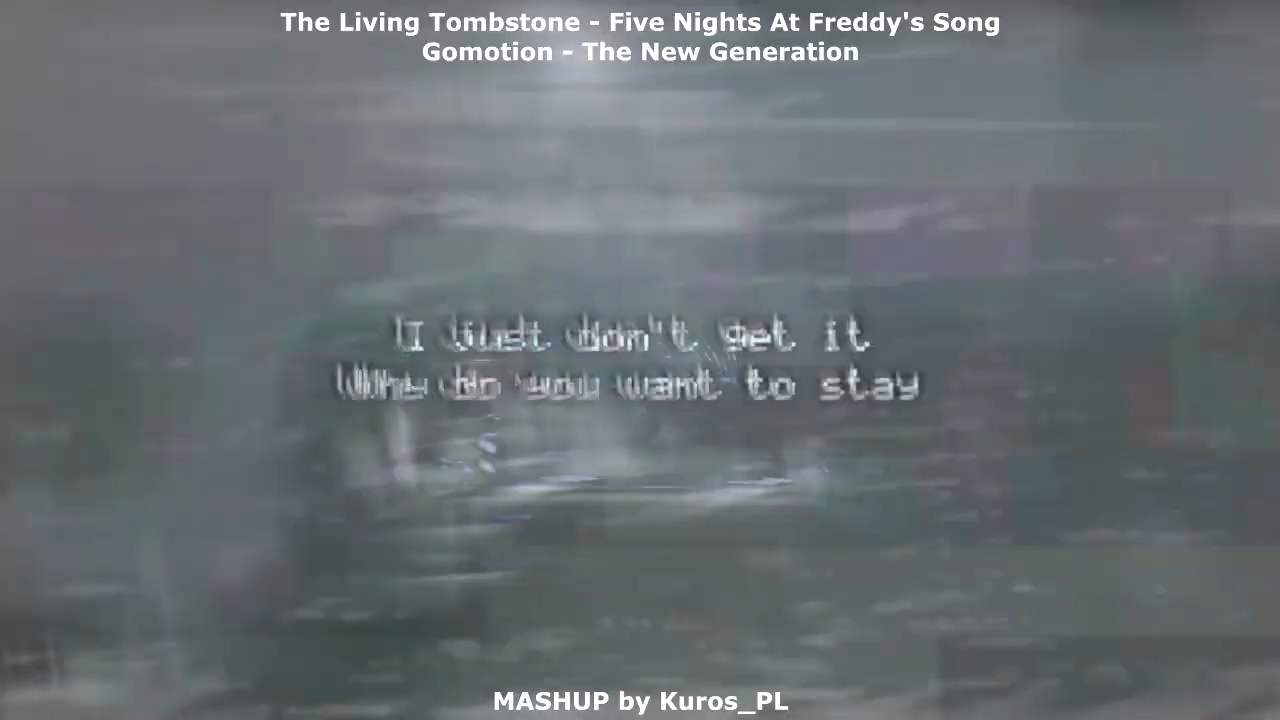 The Living Tombstone - Five Nights At Freddy's Song
Gomotion - The New Generation
I just don't get it
Why do you want to stay
MASHUP by Kuros_PL